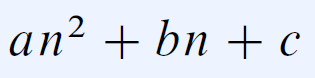 an² + bn + c